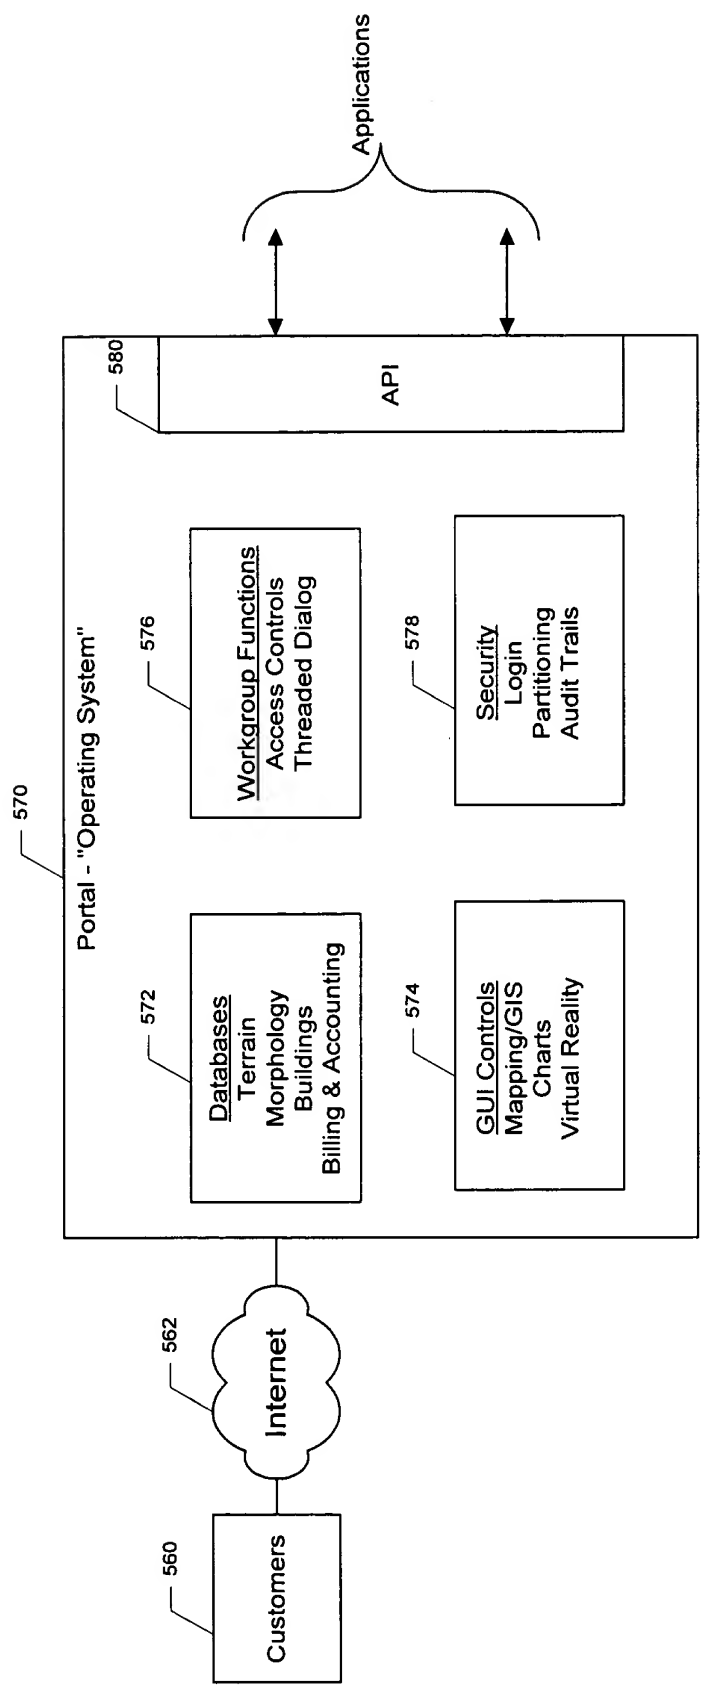 570
Portal - "Operating System"
560
Customers
562
Internet
572
Databases
Terrain
Morphology
Buildings
Billing & Accounting
576
Workgroup Functions
Access Controls
Threaded Dialog
574
GUI Controls
Mapping/GIS
Charts
Virtual Reality
578
Security
Login
Partitioning
Audit Trails
580
API
Applications